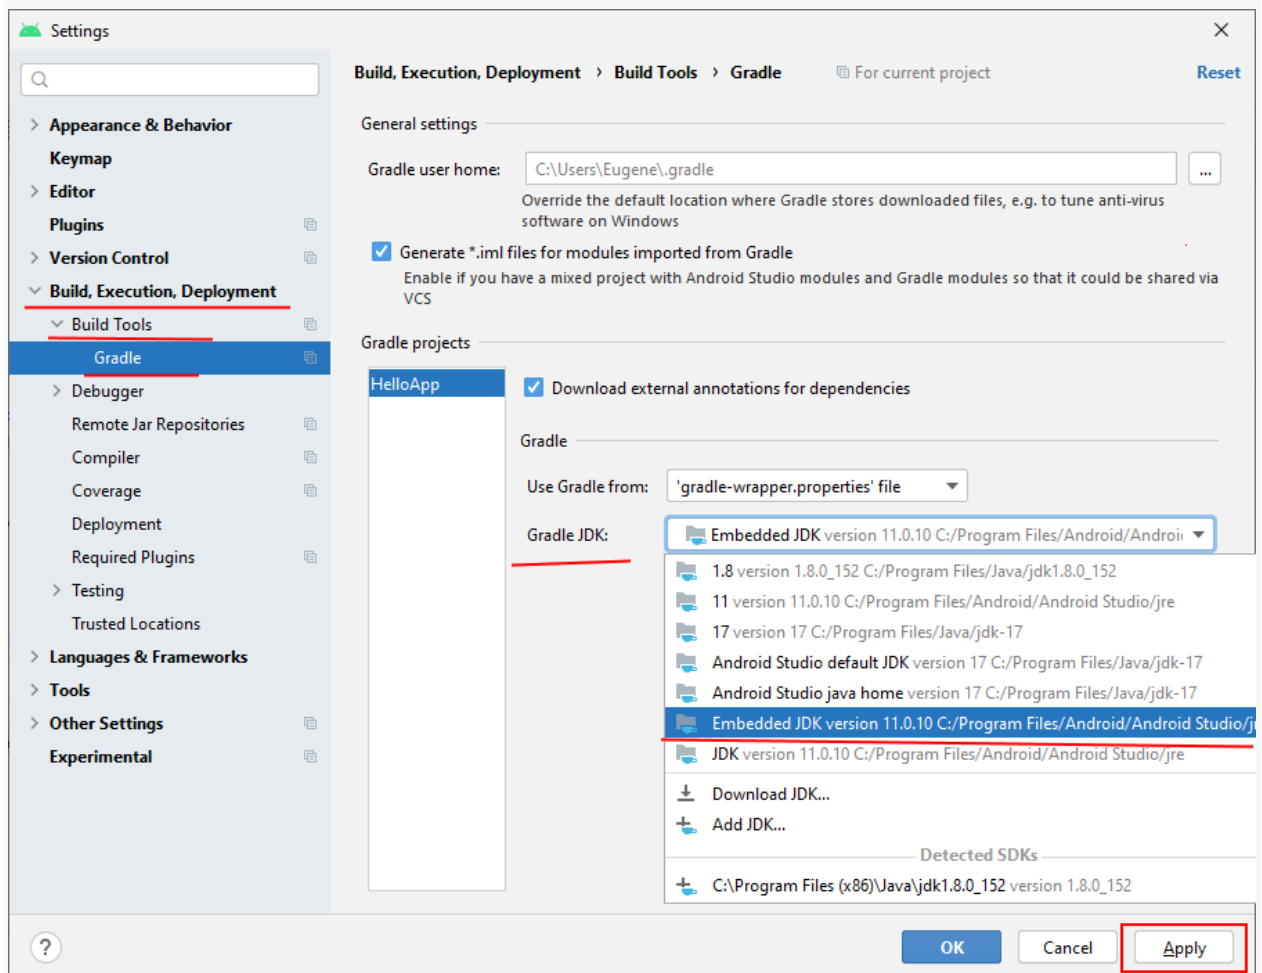 Settings
Build, Execution, Deployment › Build Tools › Gradle For current project Reset
Appearance & Behavior
Keymap
Editor
Plugins
Version Control
Build, Execution, Deployment
Build Tools
Gradle
Debugger
Remote Jar Repositories
Compiler
Coverage
Deployment
Required Plugins
Testing
Trusted Locations
Languages & Frameworks
Tools
Other Settings
Experimental
General settings
Gradle user home: C:\Users\Eugene\.gradle ...
Override the default location where Gradle stores downloaded files, e.g. to tune anti-virus
software on Windows
Generate *.iml files for modules imported from Gradle
Enable if you have a mixed project with Android Studio modules and Gradle modules so that it could be shared via
VCS
Gradle projects
HelloApp
Download external annotations for dependencies
Gradle
Use Gradle from: 'gradle-wrapper.properties' file
Gradle JDK: Embedded JDK version 11.0.10 C:/Program Files/Android/Androi
1.8 version 1.8.0_152 C:/Program Files/Java/jdk1.8.0_152
11 version 11.0.10 C:/Program Files/Android/Android Studio/jre
17 version 17 C:/Program Files/Java/jdk-17
Android Studio default JDK version 17 C:/Program Files/Java/jdk-17
Android Studio java home version 17 C:/Program Files/Java/jdk-17
Embedded JDK version 11.0.10 C:/Program Files/Android/Android Studio/j
JDK version 11.0.10 C:/Program Files/Android/Android Studio/jre
Download JDK...
Add JDK...
Detected SDKs
C:\Program Files (x86)\Java\jdk1.8.0_152 version 1.8.0_152
?
OK Cancel Apply